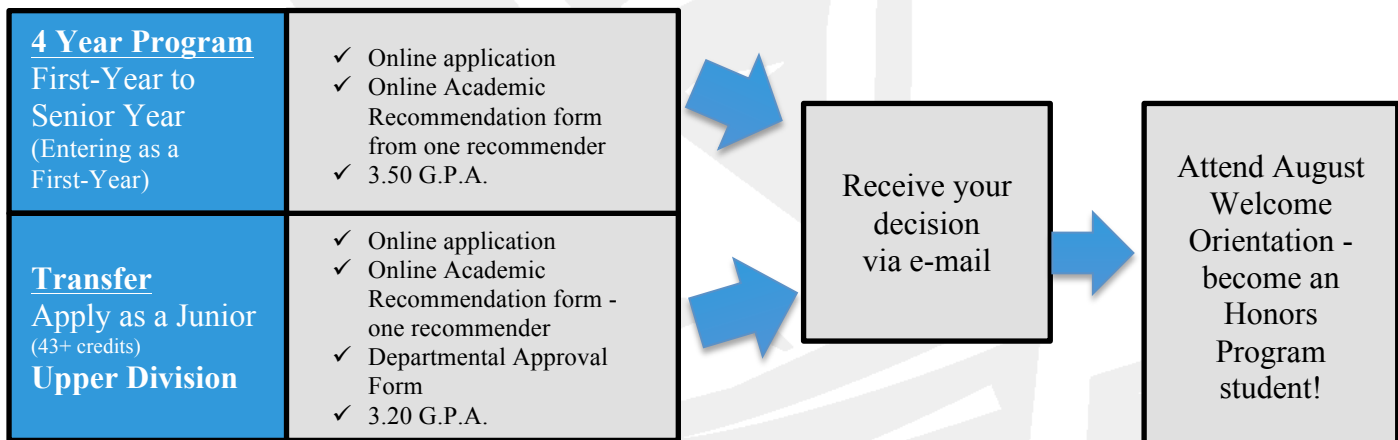 4 Year Program
First-Year to
Senior Year
(Entering as a
First-Year)
✓ Online application
✓ Online Academic
Recommendation form
from one recommender
✓ 3.50 G.P.A.
Transfer
Apply as a Junior
(43+ credits)
Upper Division
✓ Online application
✓ Online Academic
Recommendation form -
one recommender
✓ Departmental Approval
Form
✓ 3.20 G.P.A.
Receive your
decision
via e-mail
Attend August
Welcome
Orientation -
become an
Honors
Program
student!